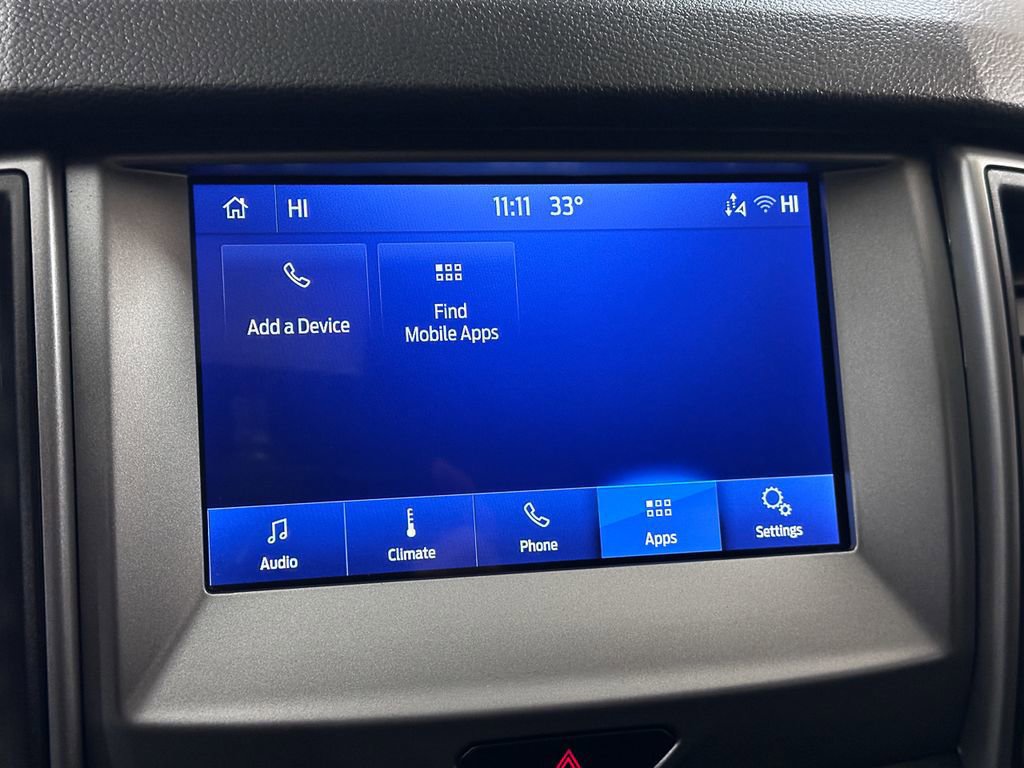 HI 11:11 33° HI
Add a Device
Find
Mobile Apps
Audio Climate Phone Apps Settings